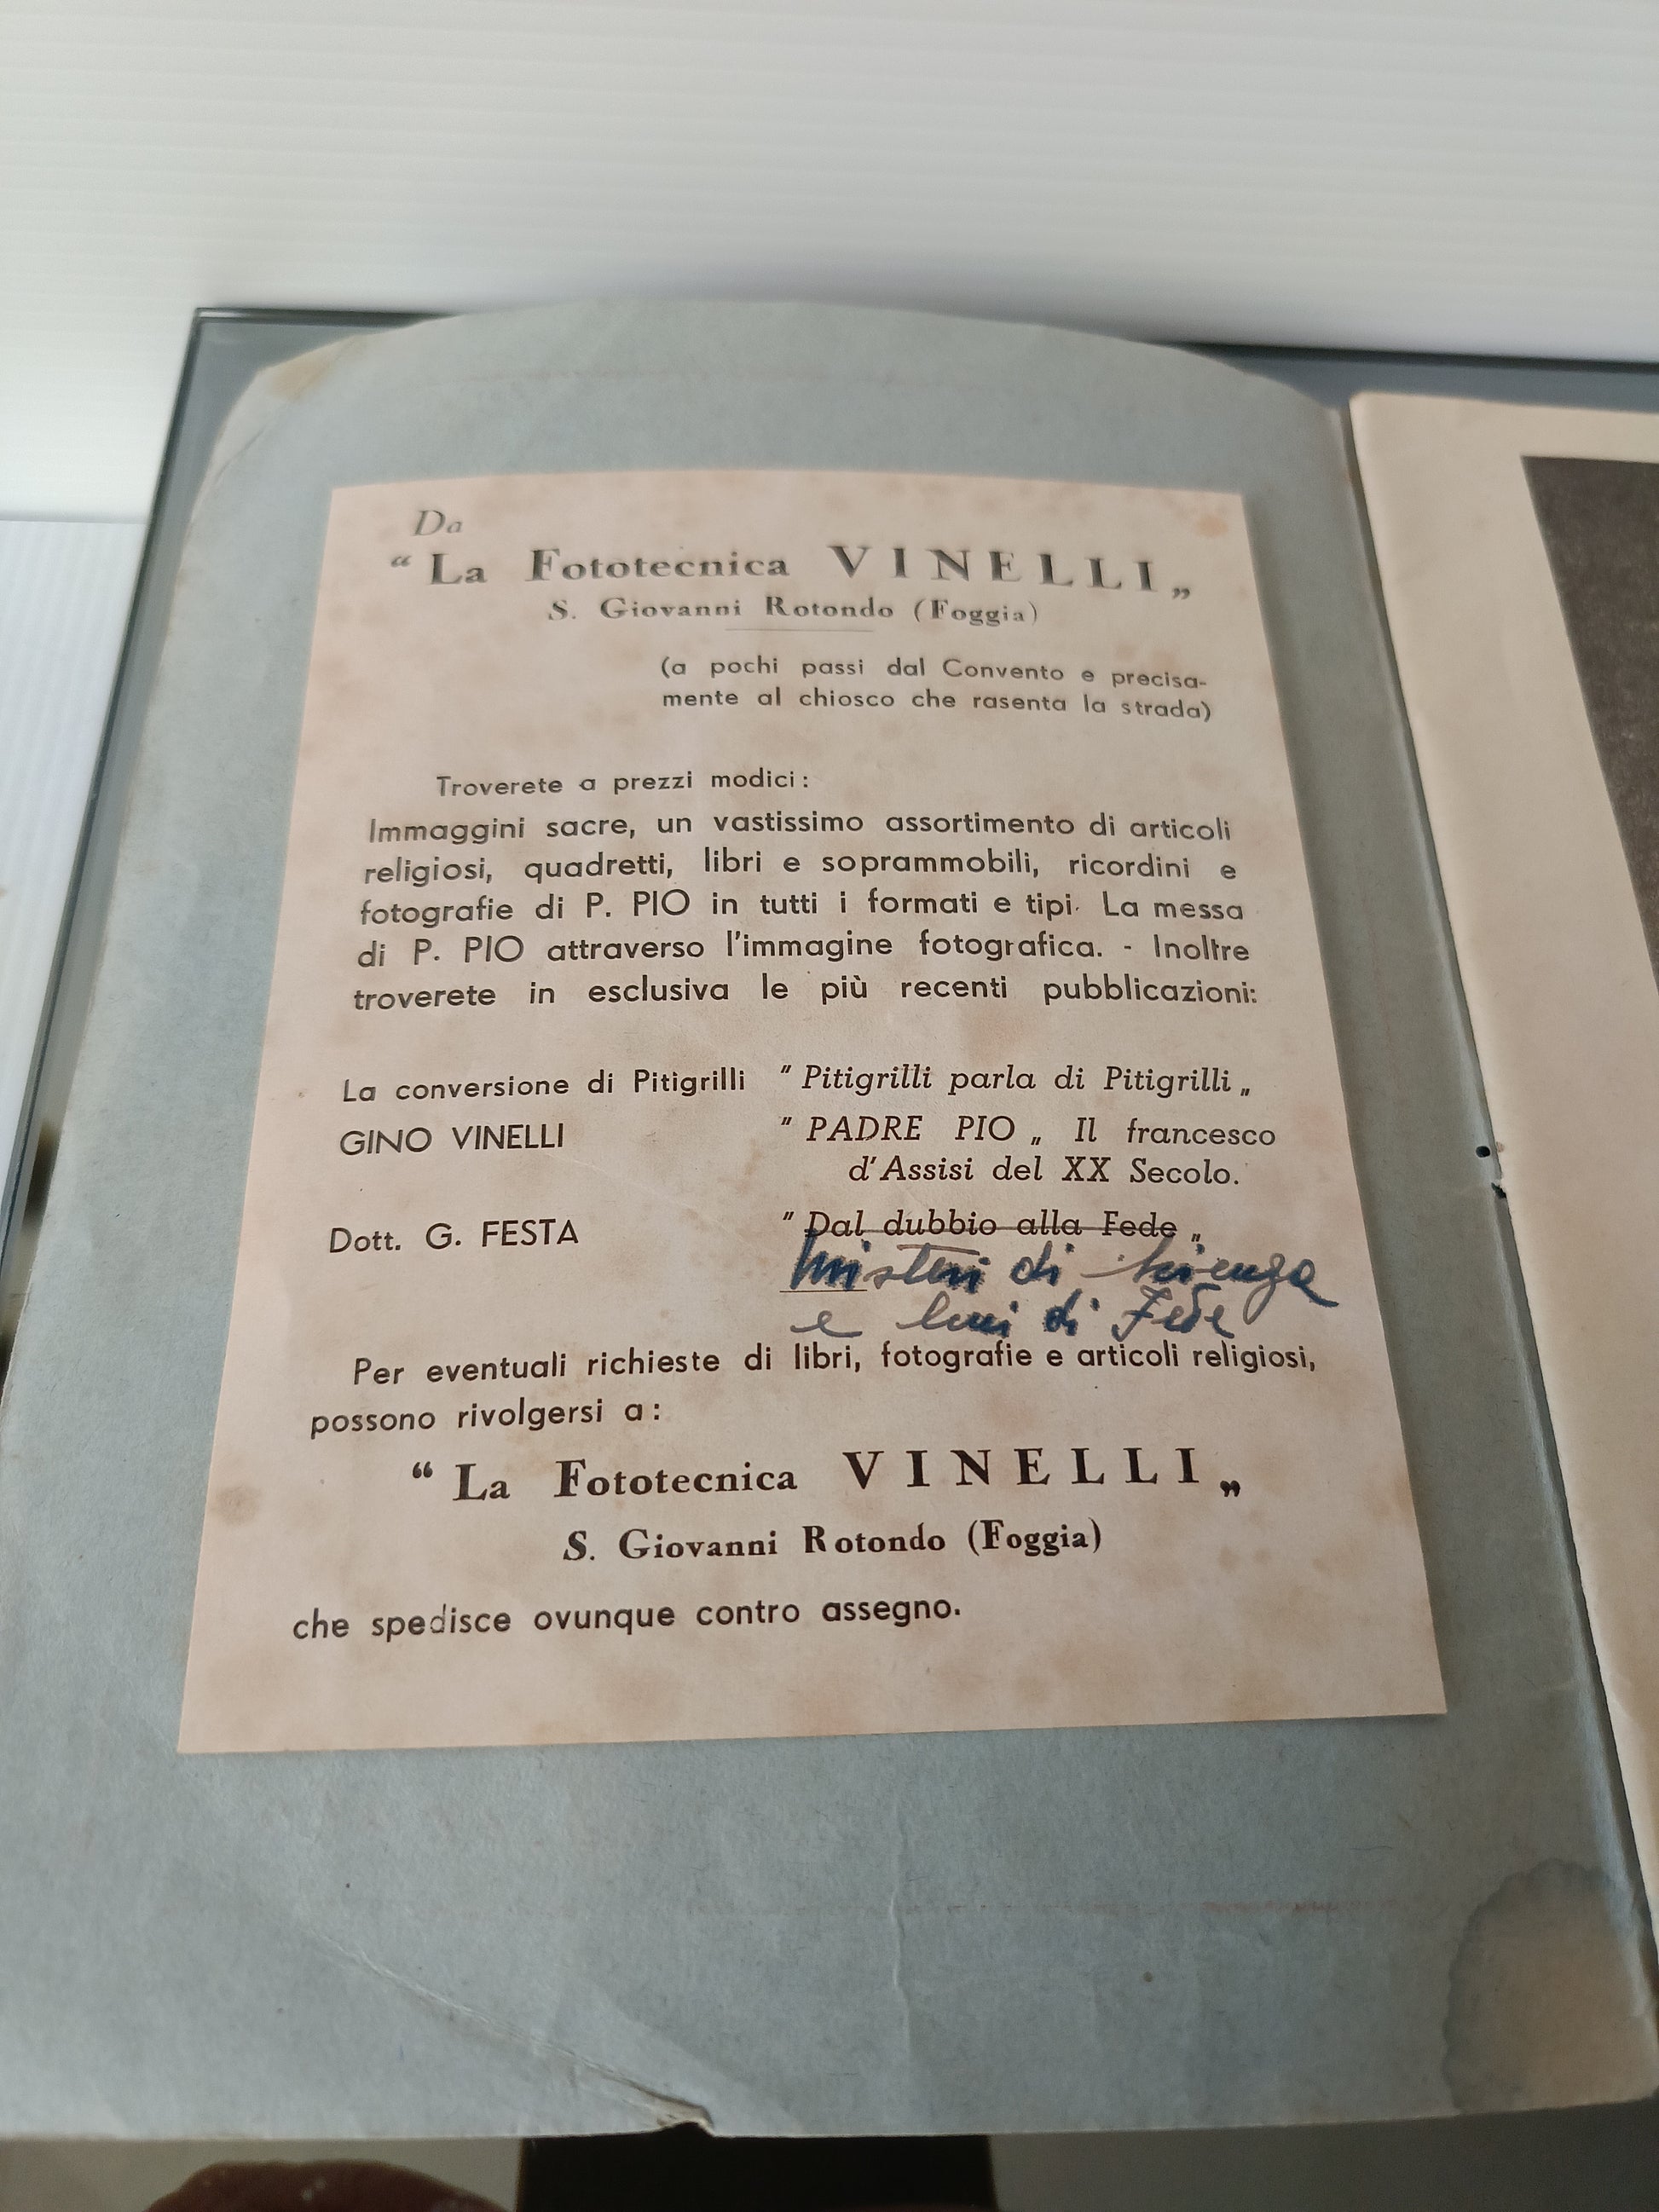 Da
“ La Fototecnica VINELLI „
S. Giovanni Rotondo (Foggia)
(a pochi passi dal Convento e precisa-
mente al chiosco che rasenta la strada)
Troverete a prezzi modici :
Immaggini sacre, un vastissimo assortimento di articoli
religiosi, quadretti, libri e soprammobili, ricordini e
fotografie di P. PIO in tutti i formati e tipi. La messa
di P. PIO attraverso l'immagine fotografica. - Inoltre
troverete in esclusiva le più recenti pubblicazioni:
La conversione di Pitigrilli " Pitigrilli parla di Pitigrilli „
GINO VINELLI " PADRE PIO „ Il francesco
d'Assisi del XX Secolo.
Dott. G. FESTA " Dal dubbio alla Fede „
Misteri di scienza
e luci di Fede
Per eventuali richieste di libri, fotografie e articoli religiosi,
possono rivolgersi a :
“ La Fototecnica VINELLI „
S. Giovanni Rotondo (Foggia)
che spedisce ovunque contro assegno.